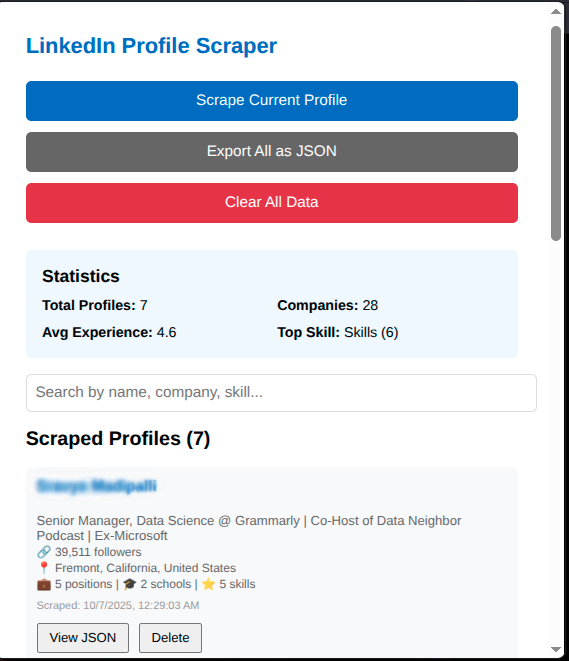 LinkedIn Profile Scraper
Scrape Current Profile
Export All as JSON
Clear All Data
Statistics
Total Profiles: 7
Companies: 28
Avg Experience: 4.6
Top Skill: Skills (6)
Search by name, company, skill...
Scraped Profiles (7)
Senior Manager, Data Science @ Grammarly | Co-Host of Data Neighbor
Podcast | Ex-Microsoft
🔗 39,511 followers
📍 Fremont, California, United States
💼 5 positions | 🎓 2 schools | ⭐ 5 skills
Scraped: 10/7/2025, 12:29:03 AM
View JSON
Delete